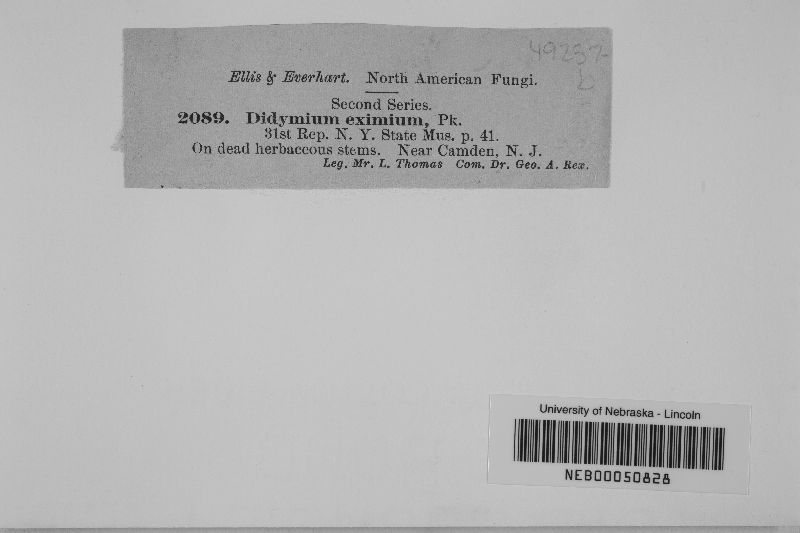 49237
b
Ellis & Everhart. North American Fungi.
Second Series.
2089. Didymium eximium, Pk.
31st Rep. N. Y. State Mus. p. 41.
On dead herbaceous stems. Near Camden, N. J.
Leg. Mr. L. Thomas Com. Dr. Geo. A. Rex.
University of Nebraska - Lincoln
NEB00050828